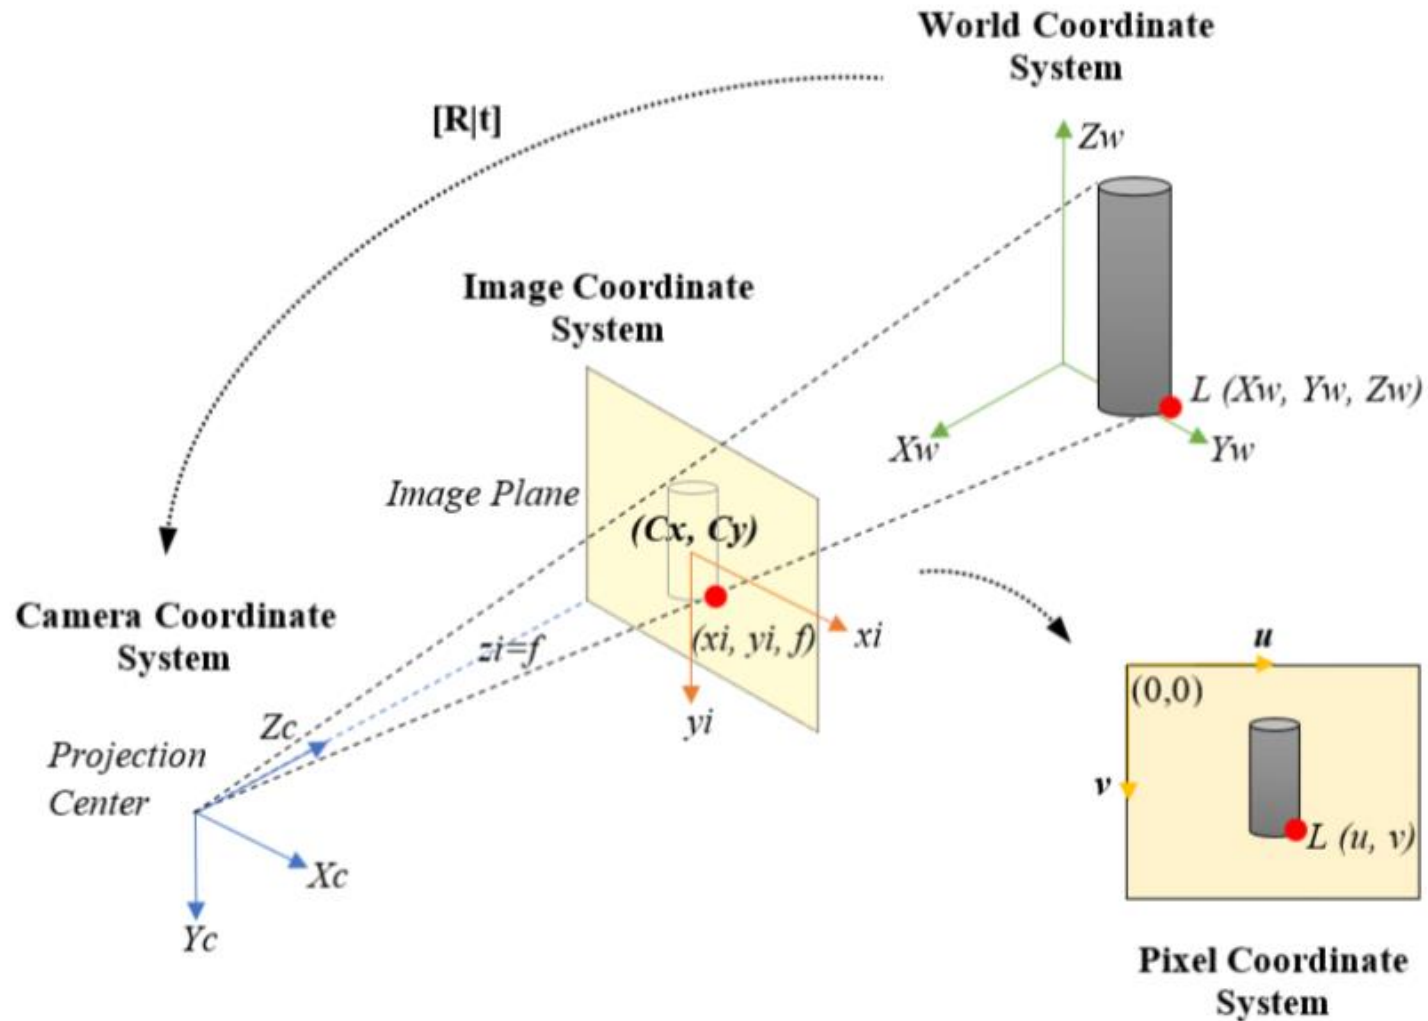 World Coordinate
System
[R|t]
Zw
Image Coordinate
System
L (Xw, Yw, Zw)
Xw
Yw
Image Plane
(Cx, Cy)
Camera Coordinate
System
zi=f
(xi, yi, f)
xi
yi
Zc
Projection
Center
Xc
Yc
u
(0,0)
v
L (u, v)
Pixel Coordinate
System